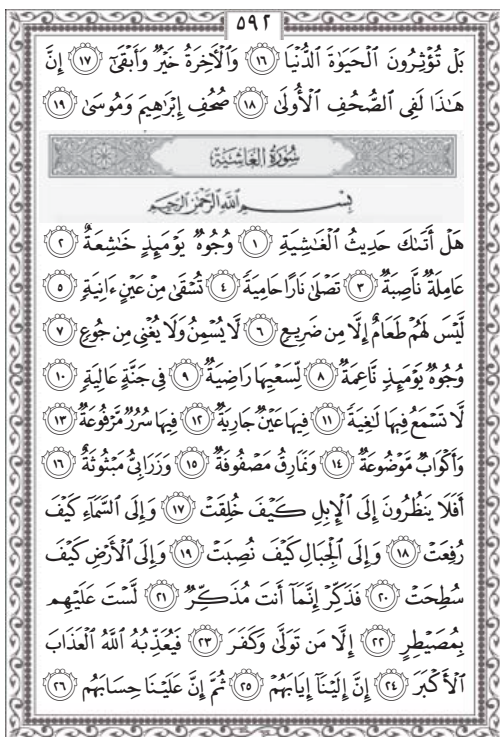 ٥٩٢
بَلْ تُؤْثِرُونَ ٱلْحَيَوٰةَ ٱلدُّنْيَا ١٦ وَٱلْأَخِرَةُ خَيْرٌ وَأَبْقَىٰٓ ١٧ إِنَّ
هَٰذَا لَفِى ٱلصُّحُفِ ٱلْأُولَىٰ ١٨ صُحُفِ إِبْرَٰهِيمَ وَمُوسَىٰ ١٩
سُورَةُ الغَاشِيَةِ
بِسْمِ ٱللَّهِ ٱلرَّحْمَٰنِ ٱلرَّحِيمِ
هَلْ أَتَىٰكَ حَدِيثُ ٱلْغَٰشِيَةِ ١ وُجُوهٌ يَوْمَئِذٍ خَٰشِعَةٌ ٢
عَامِلَةٌ نَّاصِبَةٌ ٣ تَصْلَىٰ نَارًا حَامِيَةً ٤ تُسْقَىٰ مِنْ عَيْنٍ ءَانِيَةٍ ٥
لَّيْسَ لَهُمْ طَعَامٌ إِلَّا مِن ضَرِيعٍ ٦ لَّا يُسْمِنُ وَلَا يُغْنِى مِن جُوعٍ ٧
وُجُوهٌ يَوْمَئِذٍ نَّاعِمَةٌ ٨ لِّسَعْيِهَا رَاضِيَةٌ ٩ فِى جَنَّةٍ عَالِيَةٍ ١٠
لَّا تَسْمَعُ فِيهَا لَٰغِيَةً ١١ فِيهَا عَيْنٌ جَارِيَةٌ ١٢ فِيهَا سُرُرٌ مَّرْفُوعَةٌ ١٣
وَأَكْوَابٌ مَّوْضُوعَةٌ ١٤ وَنَمَارِقُ مَصْفُوفَةٌ ١٥ وَزَرَابِىُّ مَبْثُوثَةٌ ١٦
أَفَلَا يَنظُرُونَ إِلَى ٱلْإِبِلِ كَيْفَ خُلِقَتْ ١٧ وَإِلَى ٱلسَّمَآءِ كَيْفَ
رُفِعَتْ ١٨ وَإِلَى ٱلْجِبَالِ كَيْفَ نُصِبَتْ ١٩ وَإِلَى ٱلْأَرْضِ كَيْفَ
سُطِحَتْ ٢٠ فَذَكِّرْ إِنَّمَآ أَنتَ مُذَكِّرٌ ٢١ لَّسْتَ عَلَيْهِم
بِمُصَيْطِرٍ ٢٢ إِلَّا مَن تَوَلَّىٰ وَكَفَرَ ٢٣ فَيُعَذِّبُهُ ٱللَّهُ ٱلْعَذَابَ
ٱلْأَكْبَرَ ٢٤ إِنَّ إِلَيْنَآ إِيَابَهُمْ ٢٥ ثُمَّ إِنَّ عَلَيْنَا حِسَابَهُم ٢٦